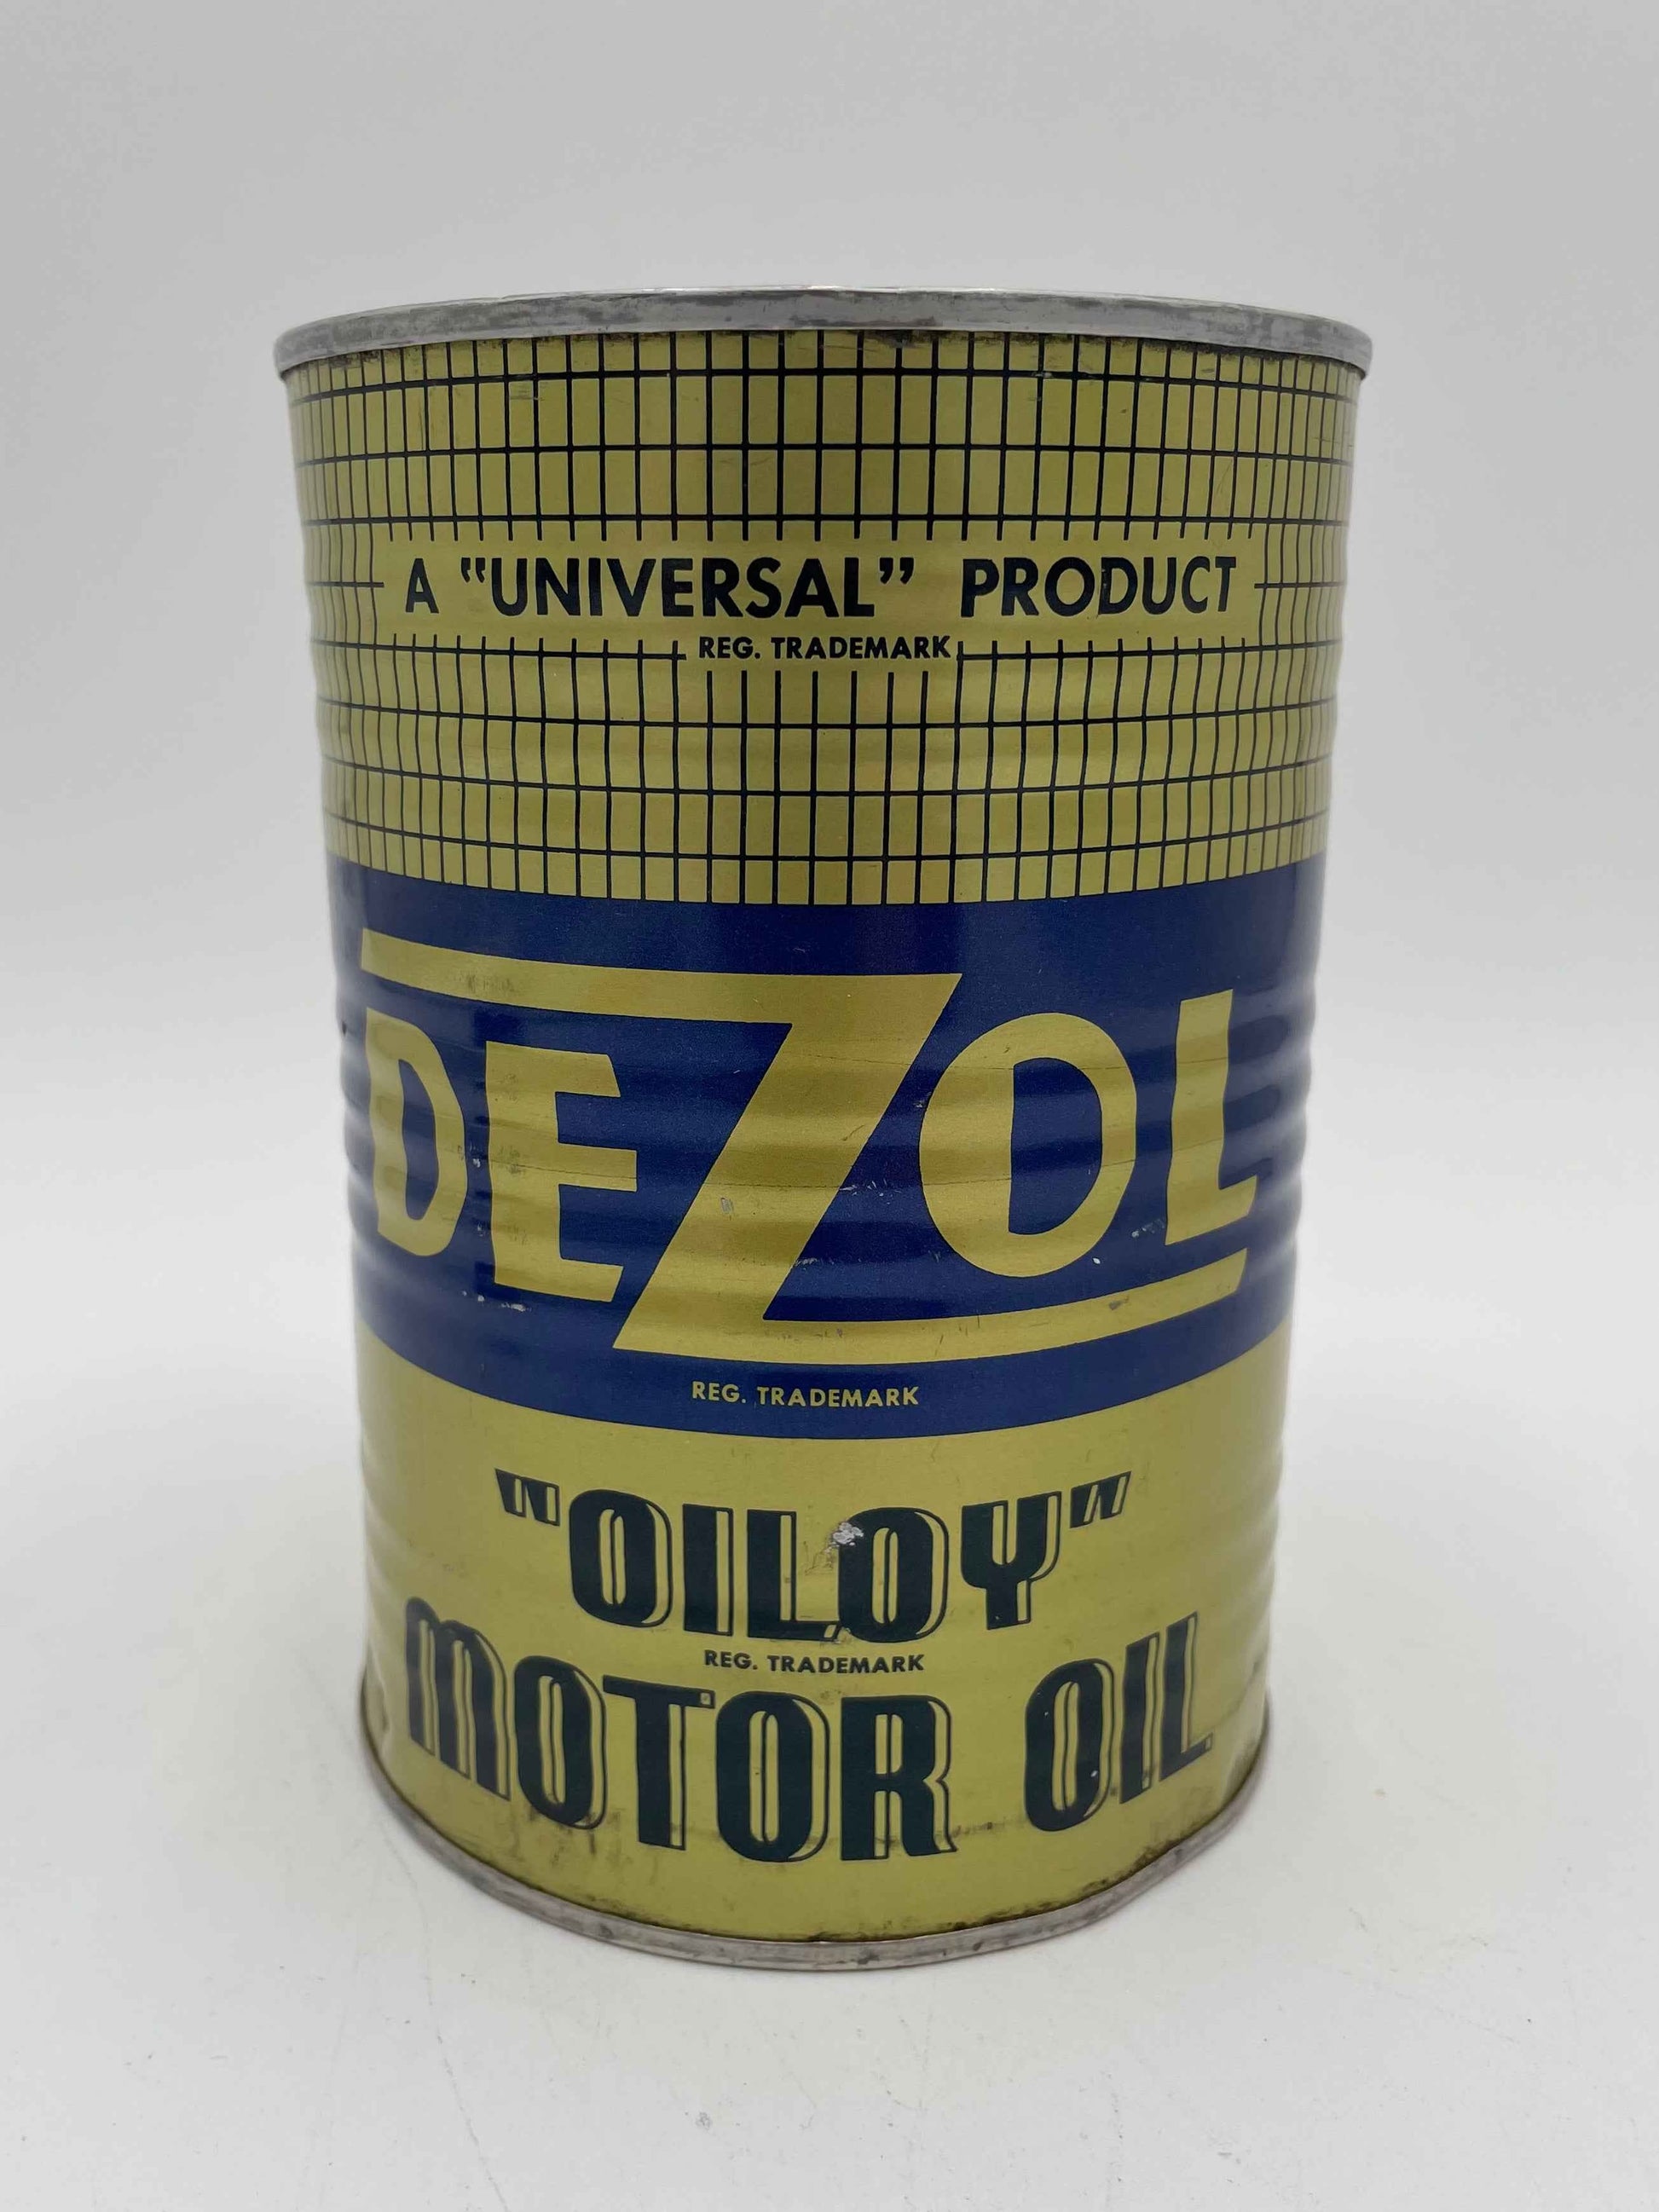 A "UNIVERSAL" PRODUCT
REG. TRADEMARK
DEZOL
REG. TRADEMARK
"OILOY"
REG. TRADEMARK
MOTOR OIL